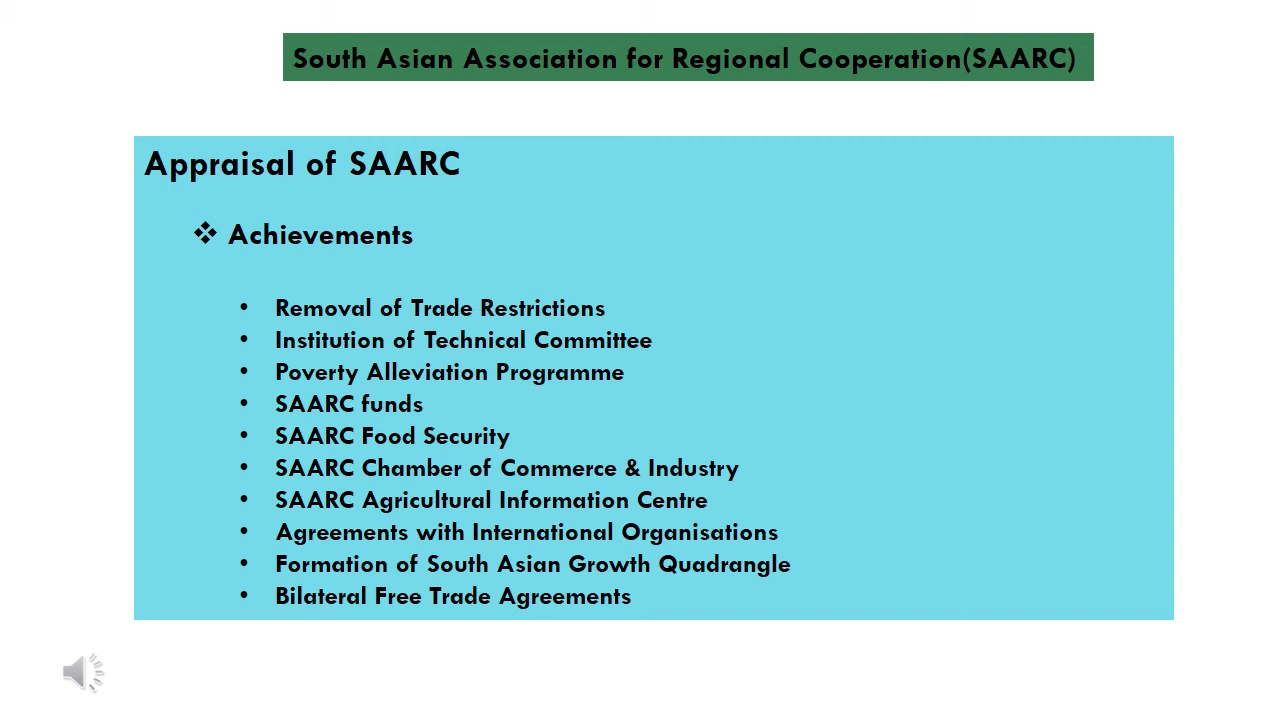 South Asian Association for Regional Cooperation(SAARC)
Appraisal of SAARC
❖ Achievements
• Removal of Trade Restrictions
• Institution of Technical Committee
• Poverty Alleviation Programme
• SAARC funds
• SAARC Food Security
• SAARC Chamber of Commerce & Industry
• SAARC Agricultural Information Centre
• Agreements with International Organisations
• Formation of South Asian Growth Quadrangle
• Bilateral Free Trade Agreements